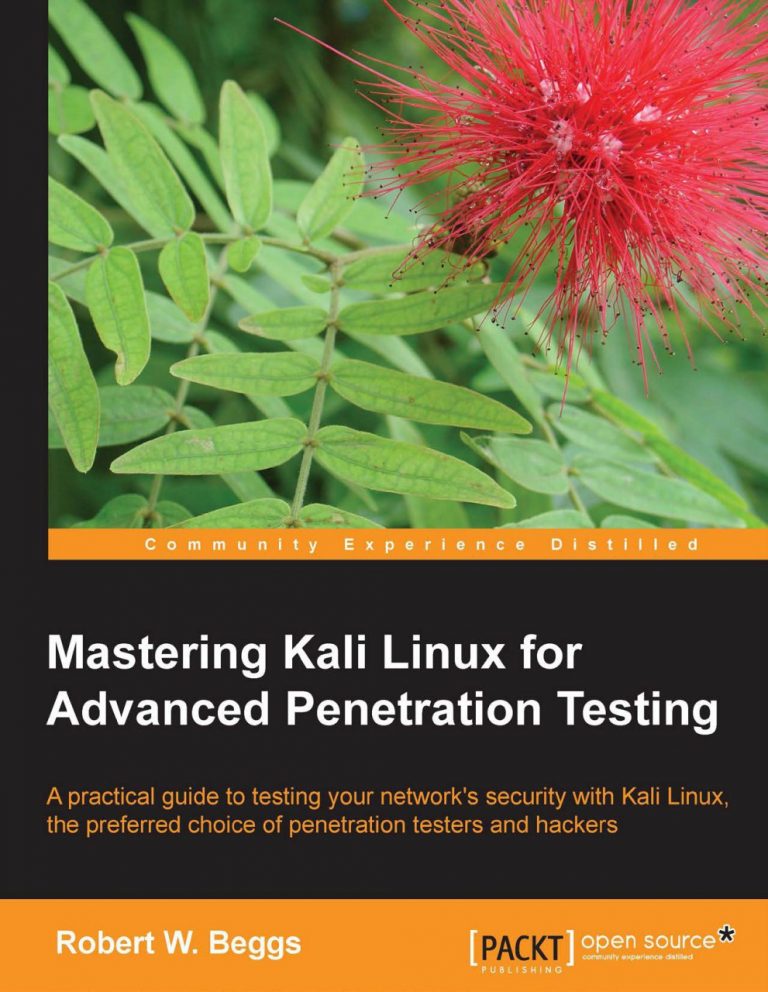 Community Experience Distilled
Mastering Kali Linux for
Advanced Penetration Testing
A practical guide to testing your network's security with Kali Linux,
the preferred choice of penetration testers and hackers
Robert W. Beggs
[PACKT] open source*
PUBLISHING community experience distilled